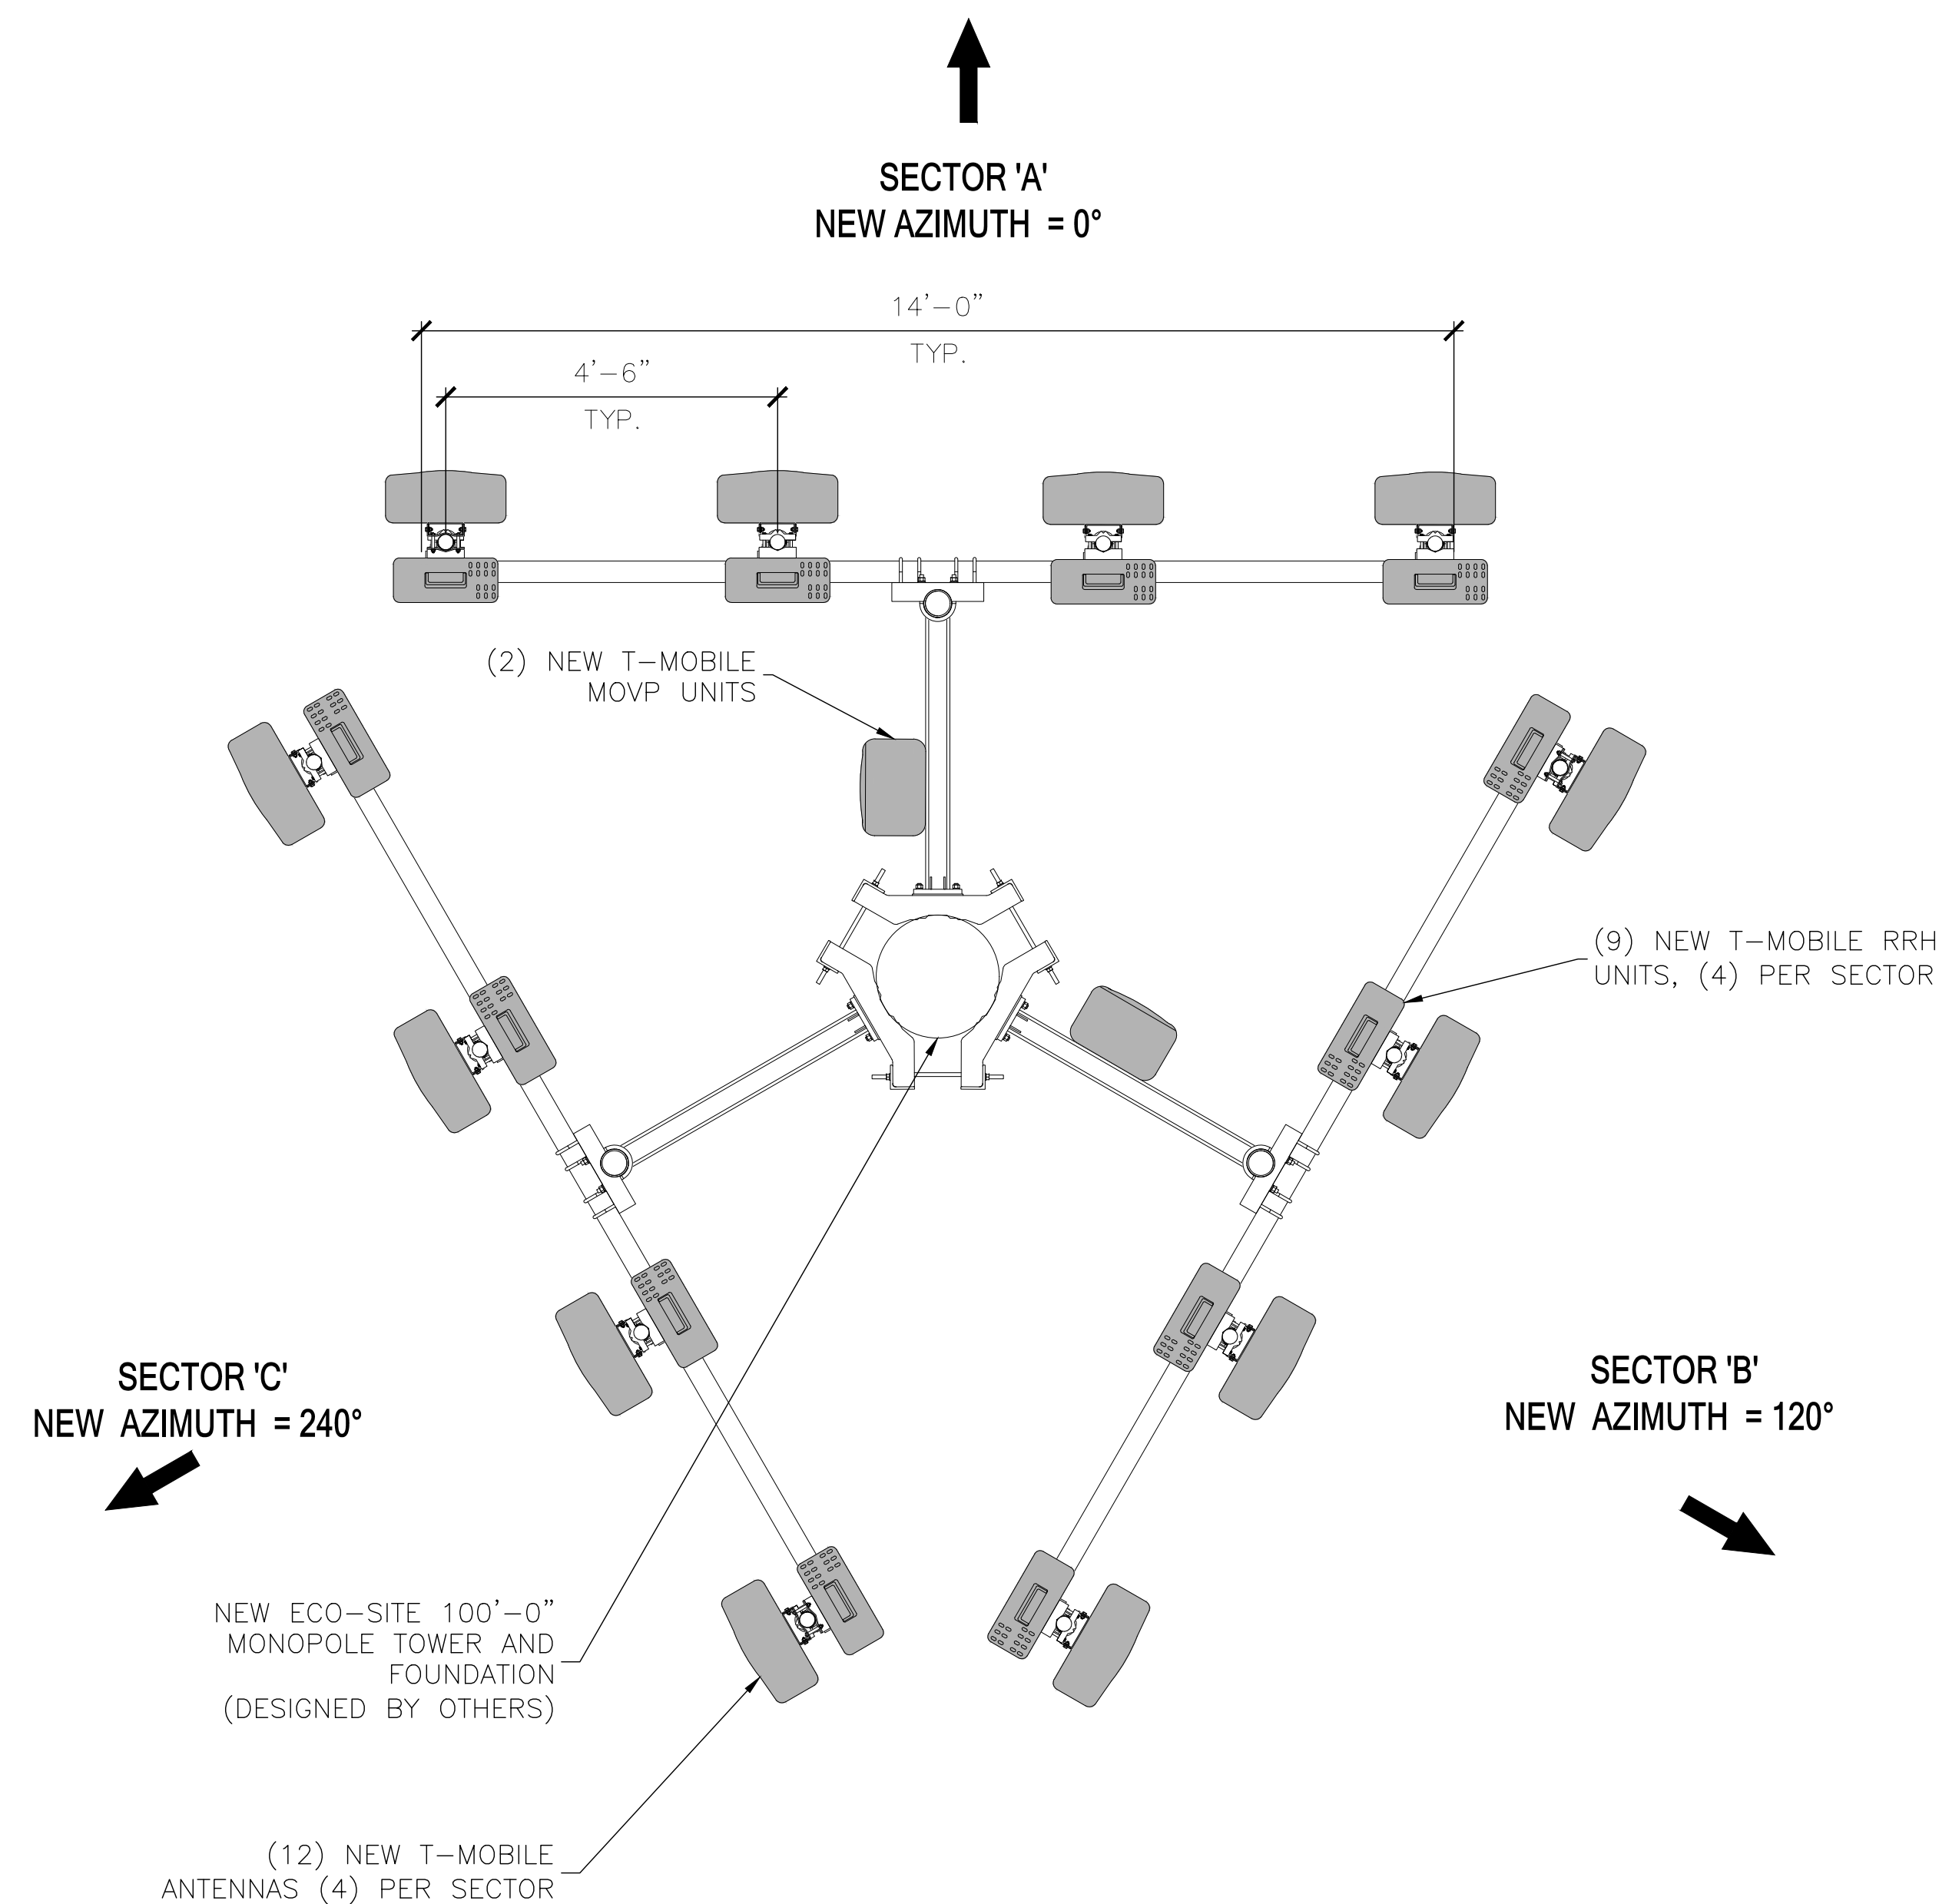 SECTOR 'A'
NEW AZIMUTH = 0°
14'-0"
TYP.
4'-6"
TYP.
(2) NEW T-MOBILE
MOVP UNITS
(9) NEW T-MOBILE RRH
UNITS, (4) PER SECTOR
SECTOR 'C'
NEW AZIMUTH = 240°
SECTOR 'B'
NEW AZIMUTH = 120°
NEW ECO-SITE 100'-0"
MONOPOLE TOWER AND
FOUNDATION
(DESIGNED BY OTHERS)
(12) NEW T-MOBILE
ANTENNAS (4) PER SECTOR